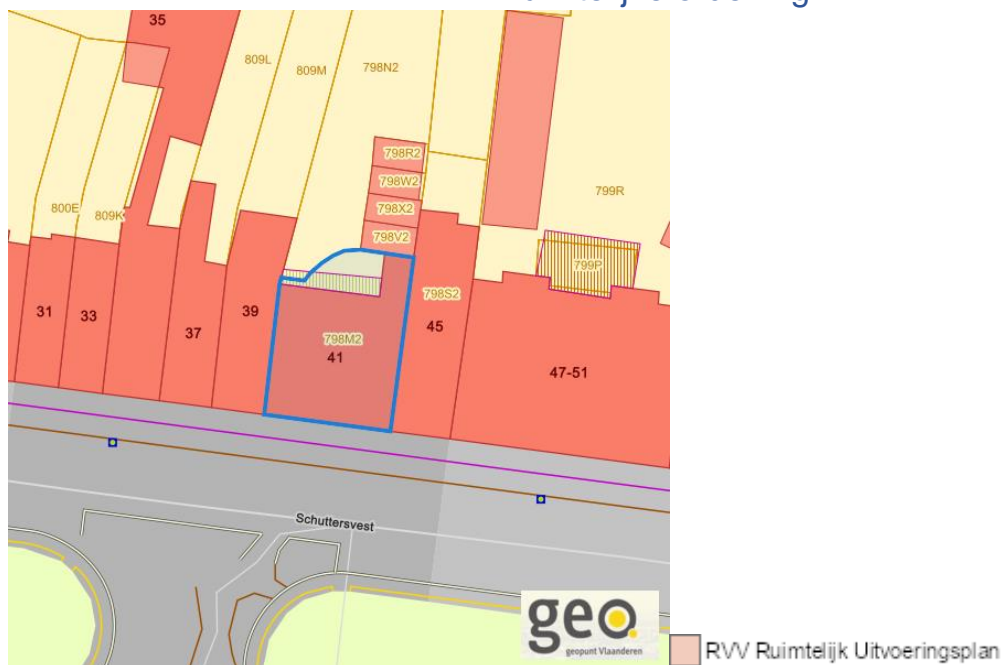 35
809L
809M
798N2
798R2
798W2
798X2
798V2
799R
800E
809K
799P
798S2
31
33
37
39
798M2
41
45
47-51
Schuttersvest
geo.
geopunt Vlaanderen
RVV Ruimtelijk Uitvoeringsplan